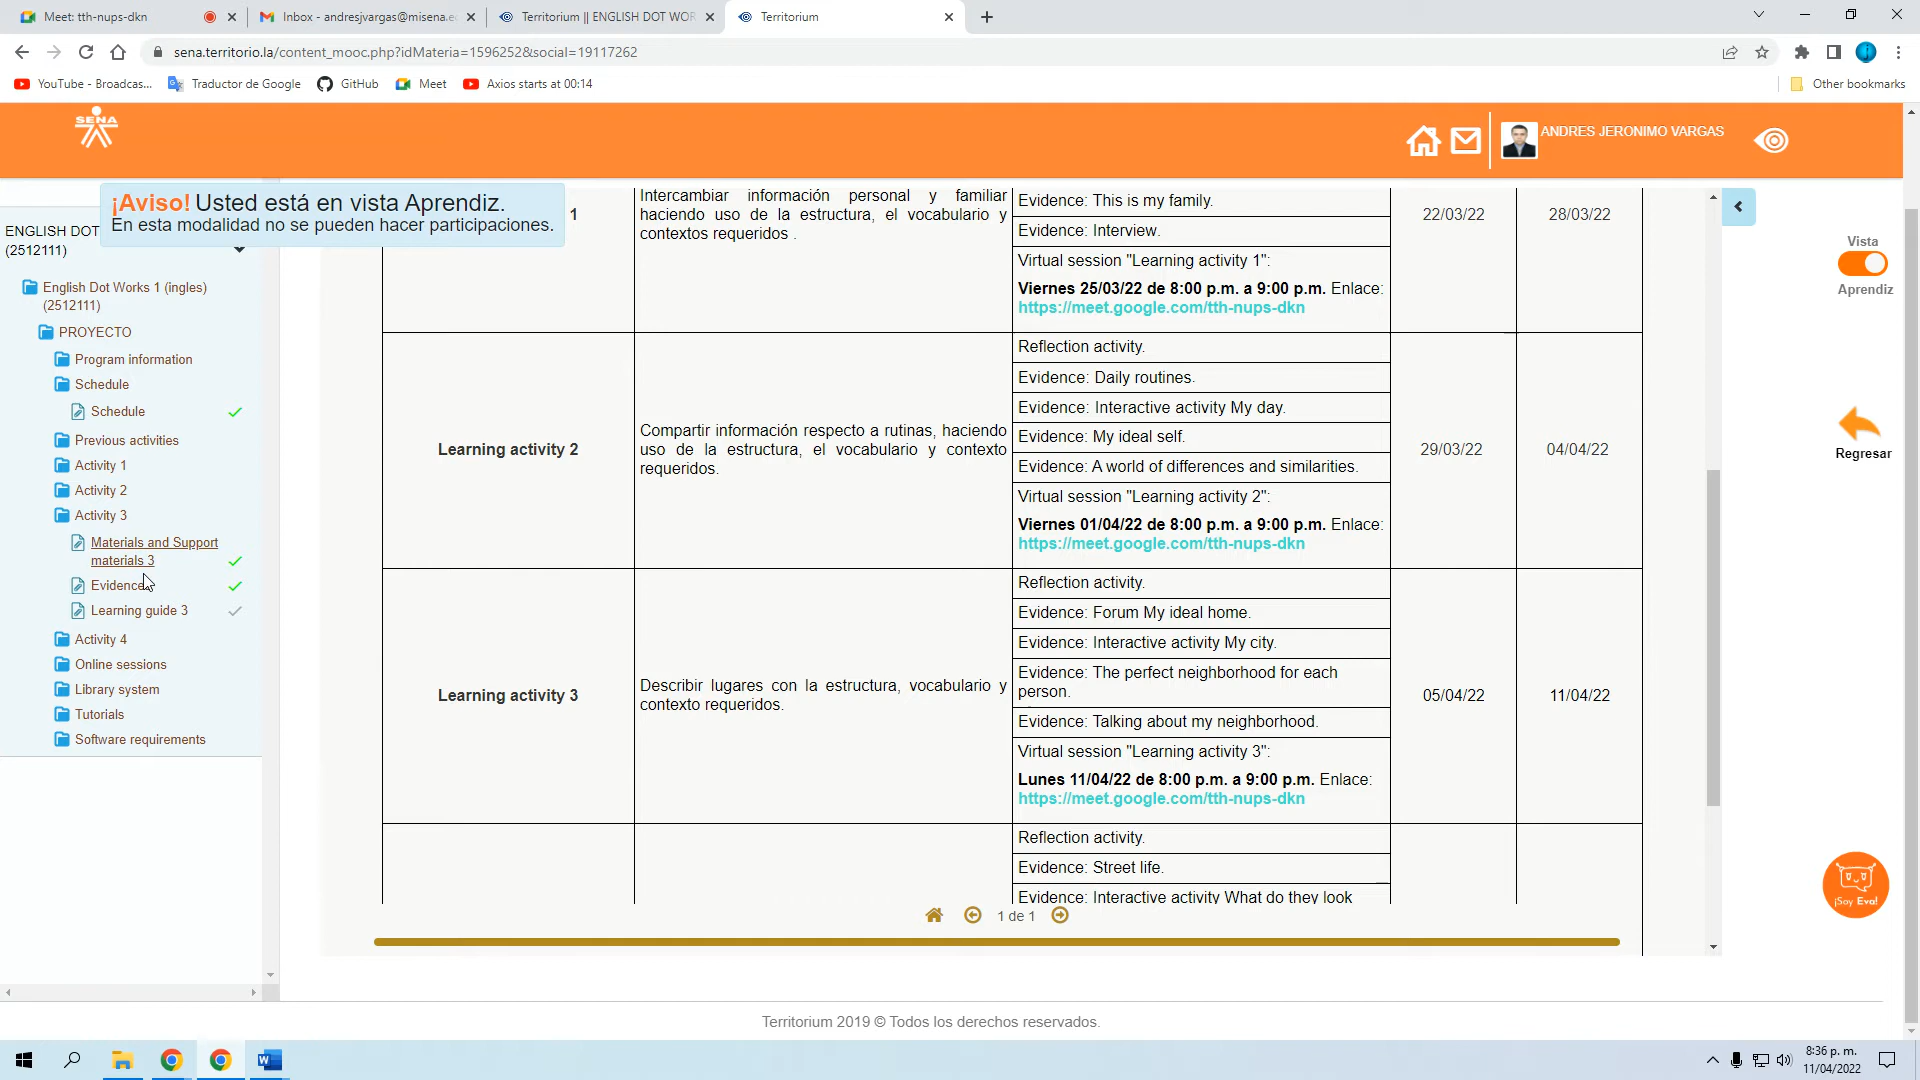 Meet: tth-nups-dkn
Inbox - andresjvargas@misena.ec
Territorium || ENGLISH DOT WOR
Territorium
sena.territorio.la/content_mooc.php?idMateria=1596252&social=19117262
YouTube - Broadcas...
Traductor de Google
GitHub
Meet
Axios starts at 00:14
Other bookmarks
SENA
ANDRES JERONIMO VARGAS
¡Aviso! Usted está en vista Aprendiz.
En esta modalidad no se pueden hacer participaciones.
ENGLISH DOT
(2512111)
English Dot Works 1 (ingles)
(2512111)
PROYECTO
Program information
Schedule
Schedule
Previous activities
Activity 1
Activity 2
Activity 3
Materials and Support
materials 3
Evidence
Learning guide 3
Activity 4
Online sessions
Library system
Tutorials
Software requirements
1
Intercambiar información personal y familiar
haciendo uso de la estructura, el vocabulario y
contextos requeridos .
Evidence: This is my family.
Evidence: Interview.
Virtual session "Learning activity 1":
Viernes 25/03/22 de 8:00 p.m. a 9:00 p.m. Enlace:
https://meet.google.com/tth-nups-dkn
22/03/22
28/03/22
Learning activity 2
Compartir información respecto a rutinas, haciendo
uso de la estructura, el vocabulario y contexto
requeridos.
Reflection activity.
Evidence: Daily routines.
Evidence: Interactive activity My day.
Evidence: My ideal self.
Evidence: A world of differences and similarities.
Virtual session "Learning activity 2":
Viernes 01/04/22 de 8:00 p.m. a 9:00 p.m. Enlace:
https://meet.google.com/tth-nups-dkn
29/03/22
04/04/22
Learning activity 3
Describir lugares con la estructura, vocabulario y
contexto requeridos.
Reflection activity.
Evidence: Forum My ideal home.
Evidence: Interactive activity My city.
Evidence: The perfect neighborhood for each
person.
Evidence: Talking about my neighborhood.
Virtual session "Learning activity 3":
Lunes 11/04/22 de 8:00 p.m. a 9:00 p.m. Enlace:
https://meet.google.com/tth-nups-dkn
05/04/22
11/04/22
Reflection activity.
Evidence: Street life.
Evidence: Interactive activity What do they look
1 de 1
Vista
Aprendiz
Regresar
¡Soy Eva!
Territorium 2019 © Todos los derechos reservados.
8:36 p. m.
11/04/2022